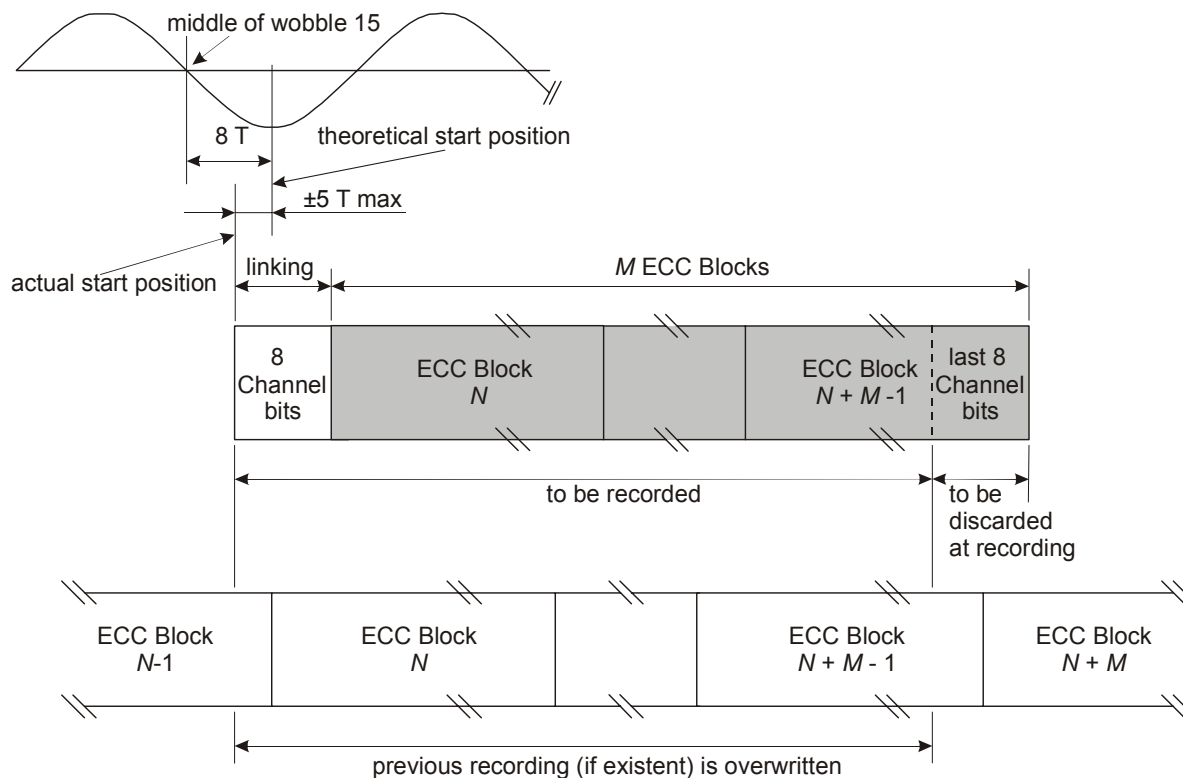 middle of wobble 15
8 T
theoretical start position
±5 T max
actual start position
linking
M ECC Blocks
8
Channel
bits
ECC Block
N
ECC Block
N + M -1
last 8
Channel
bits
to be recorded
to be
discarded
at recording
ECC Block
N-1
ECC Block
N
ECC Block
N + M - 1
ECC Block
N + M
previous recording (if existent) is overwritten